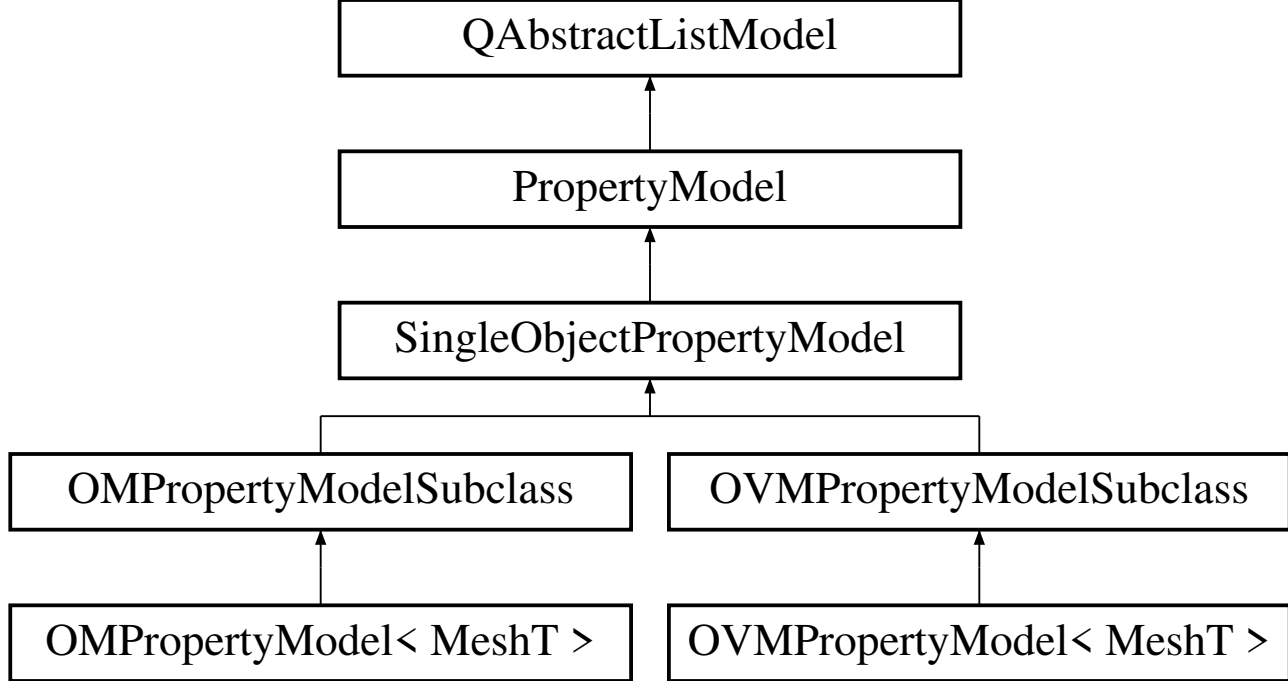 QAbstractListModel
PropertyModel
SingleObjectPropertyModel
OMPropertyModelSubclass
OVMPropertyModelSubclass
OMPropertyModel< MeshT >
OVMPropertyModel< MeshT >